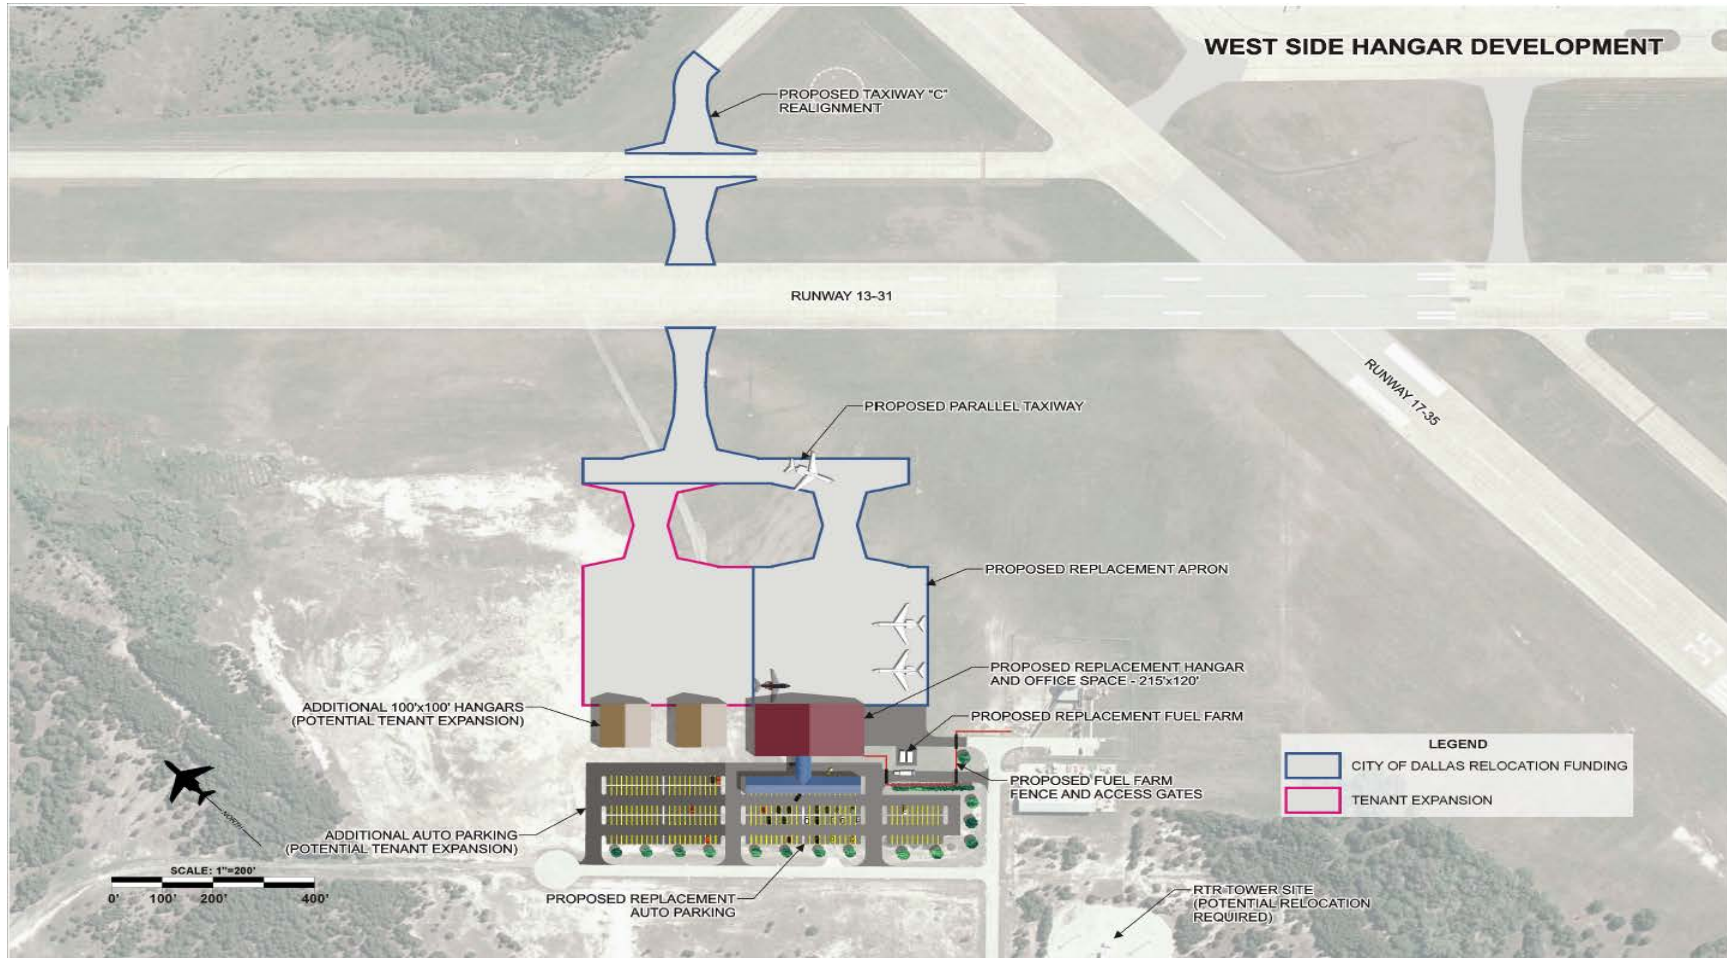 WEST SIDE HANGAR DEVELOPMENT
PROPOSED TAXIWAY "C"
REALIGNMENT
RUNWAY 13-31
RUNWAY 17-35
PROPOSED PARALLEL TAXIWAY
PROPOSED REPLACEMENT APRON
PROPOSED REPLACEMENT HANGAR
AND OFFICE SPACE - 215'x120'
ADDITIONAL 100'x100' HANGARS
(POTENTIAL TENANT EXPANSION)
PROPOSED REPLACEMENT FUEL FARM
PROPOSED FUEL FARM
FENCE AND ACCESS GATES
LEGEND
CITY OF DALLAS RELOCATION FUNDING
TENANT EXPANSION
NORTH
ADDITIONAL AUTO PARKING
(POTENTIAL TENANT EXPANSION)
SCALE: 1"=200'
0' 100' 200' 400'
PROPOSED REPLACEMENT
AUTO PARKING
RTR TOWER SITE
(POTENTIAL RELOCATION
REQUIRED)
35